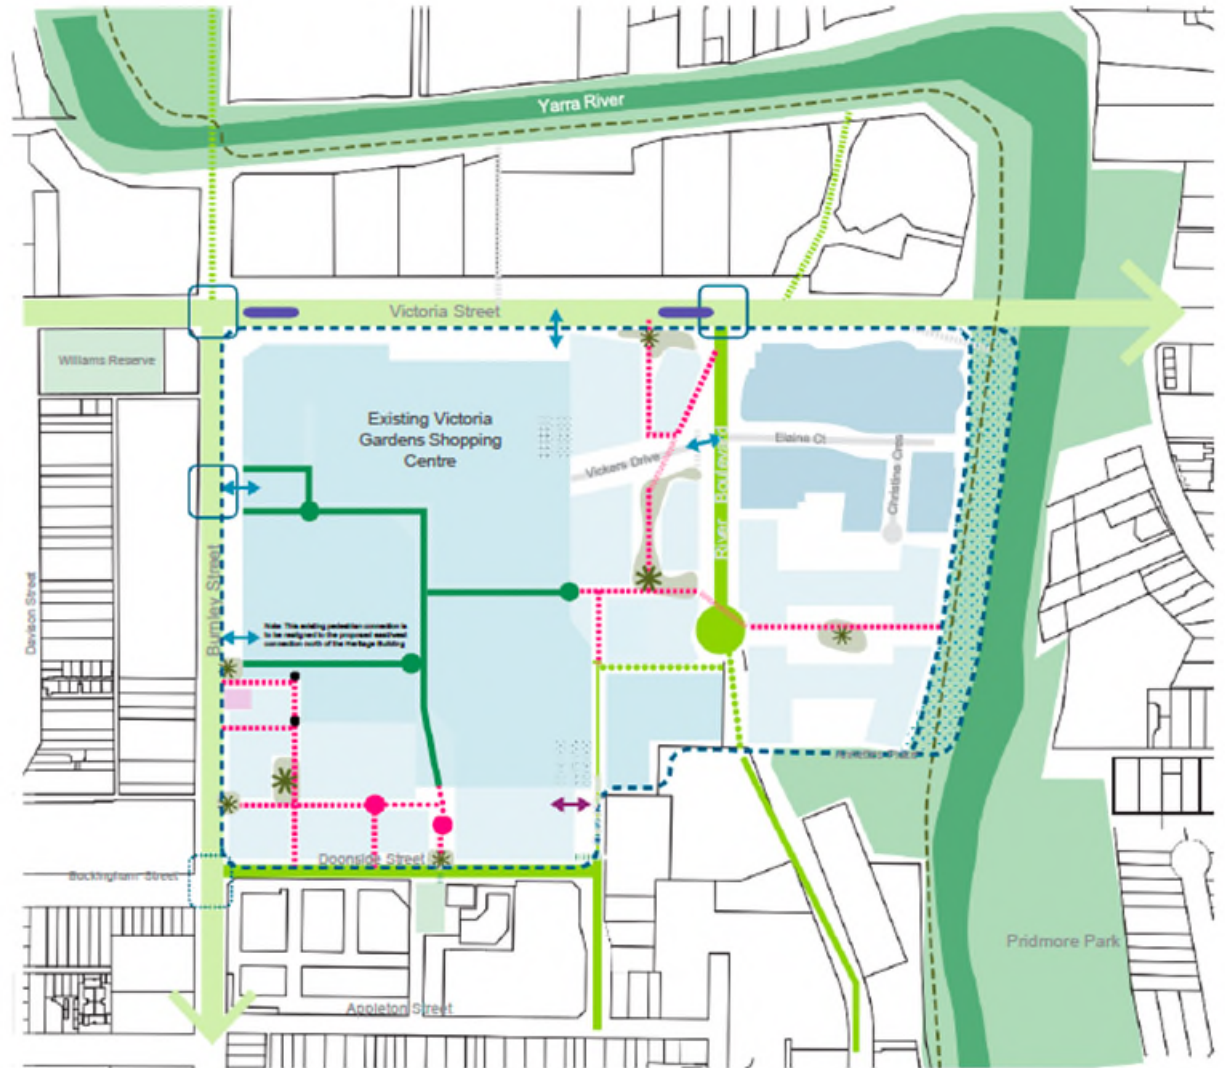 Yarra River
Victoria Street
Williams Reserve
Existing Victoria
Gardens Shopping
Centre
Elaine Ct
Vickers Drive
Christine Cres
River Boulevard
Burnley Street
Davison Street
Note: This existing pedestrian connection is
to be realigned to the proposed east/west
connection north of the Heritage Building
Doonside Street
Buckingham Street
Pridmore Park
Appleton Street